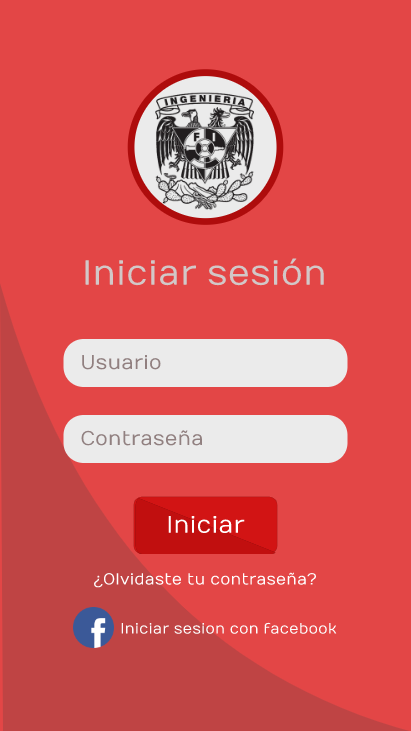 INGENIERIA
F I
Iniciar sesión
Usuario
Contraseña
Iniciar
¿Olvidaste tu contraseña?
f Iniciar sesion con facebook